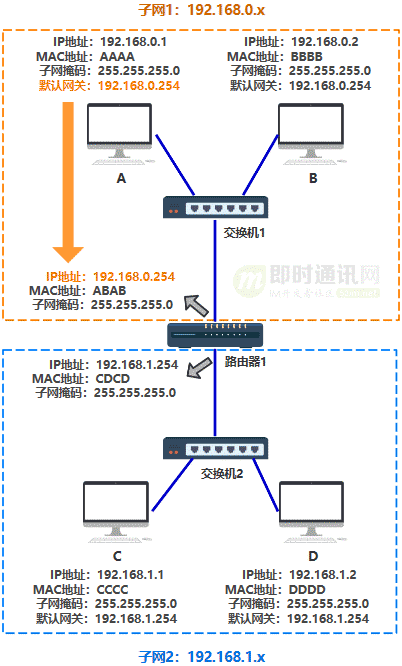 子网1：192.168.0.x
IP地址：192.168.0.1
MAC地址：AAAA
子网掩码：255.255.255.0
默认网关：192.168.0.254
IP地址：192.168.0.2
MAC地址：BBBB
子网掩码：255.255.255.0
默认网关：192.168.0.254
A
B
交换机1
IP地址：192.168.0.254
MAC地址：ABAB
子网掩码：255.255.255.0
即时通讯网
路由器1
IP地址：192.168.1.254
MAC地址：CDCD
子网掩码：255.255.255.0
交换机2
C
D
IP地址：192.168.1.1
MAC地址：CCCC
子网掩码：255.255.255.0
默认网关：192.168.1.254
IP地址：192.168.1.2
MAC地址：DDDD
子网掩码：255.255.255.0
默认网关：192.168.1.254
子网2：192.168.1.x